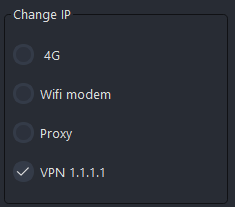 Change IP
4G
Wifi modem
Proxy
VPN 1.1.1.1